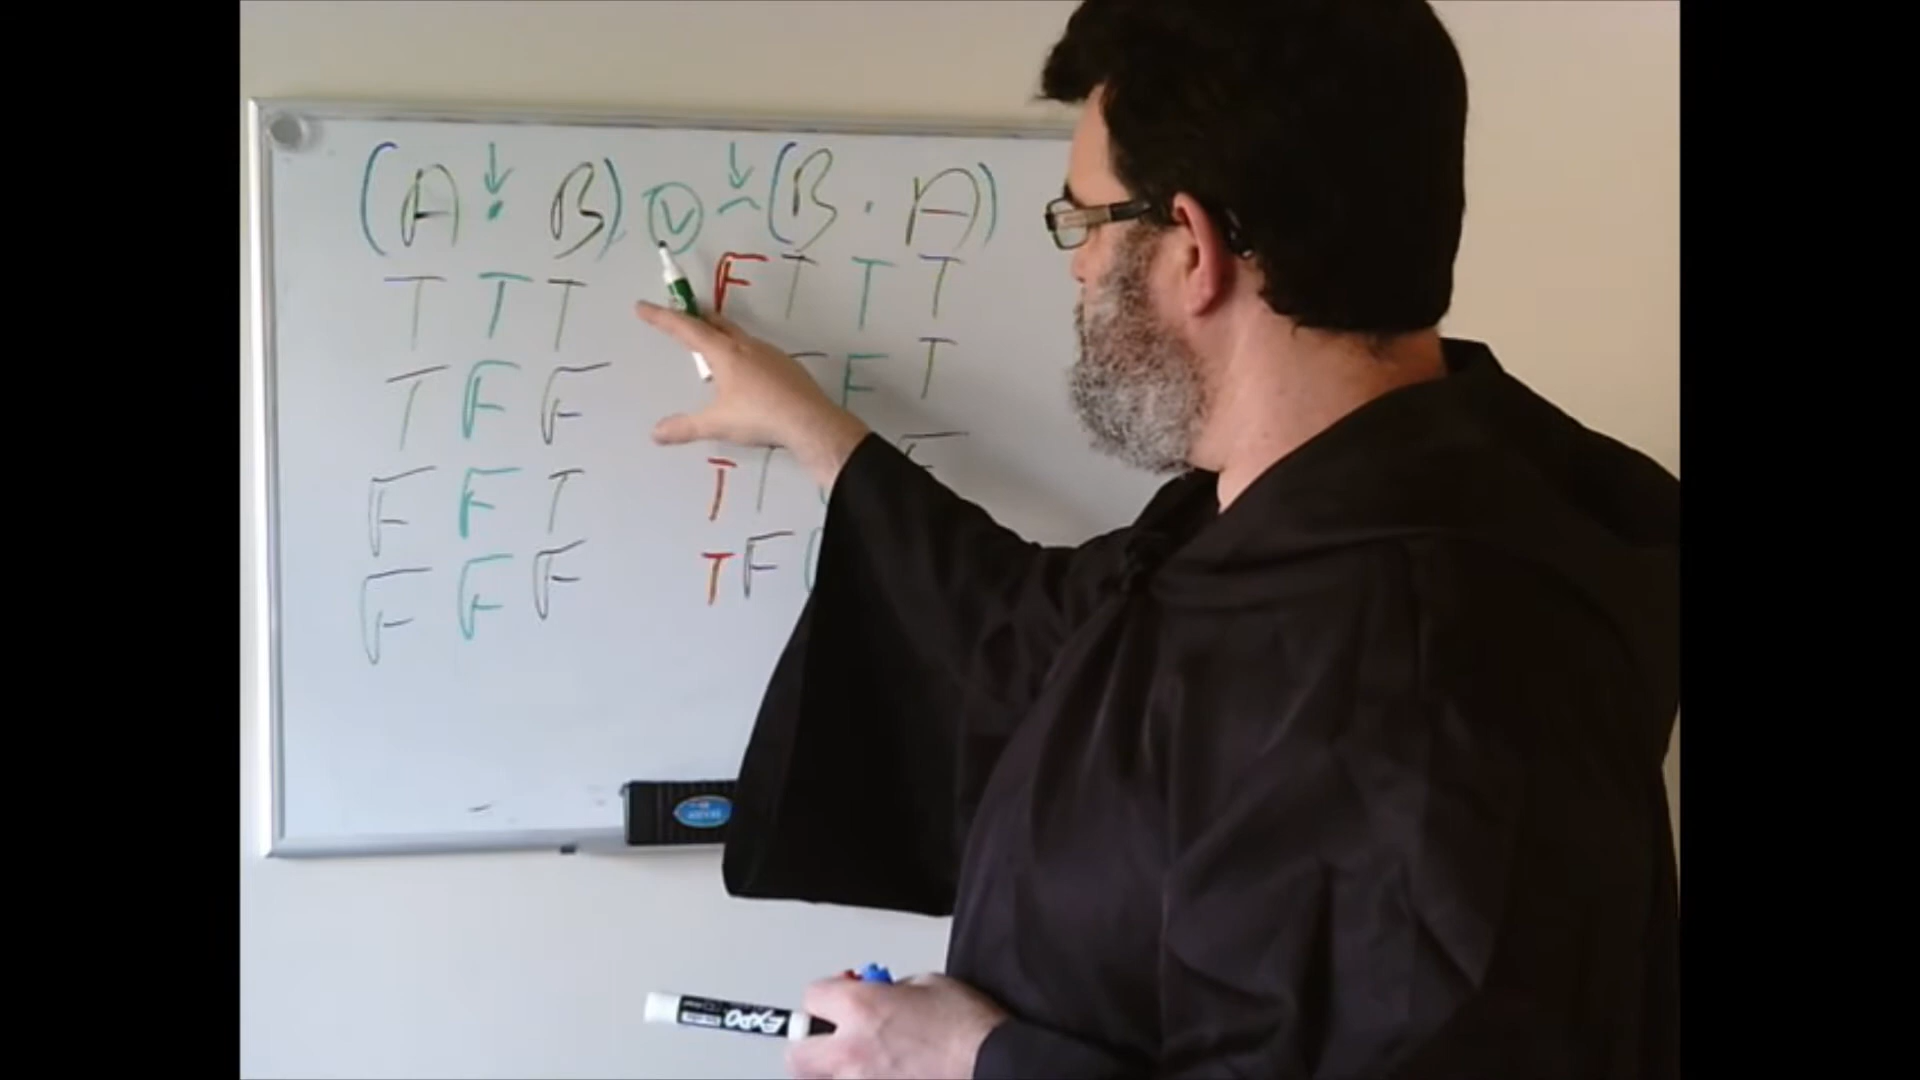 (A · B) v ~ (B · A)
T T T F T T T
T F F F T
F F T T T
F F F T F
EXPO